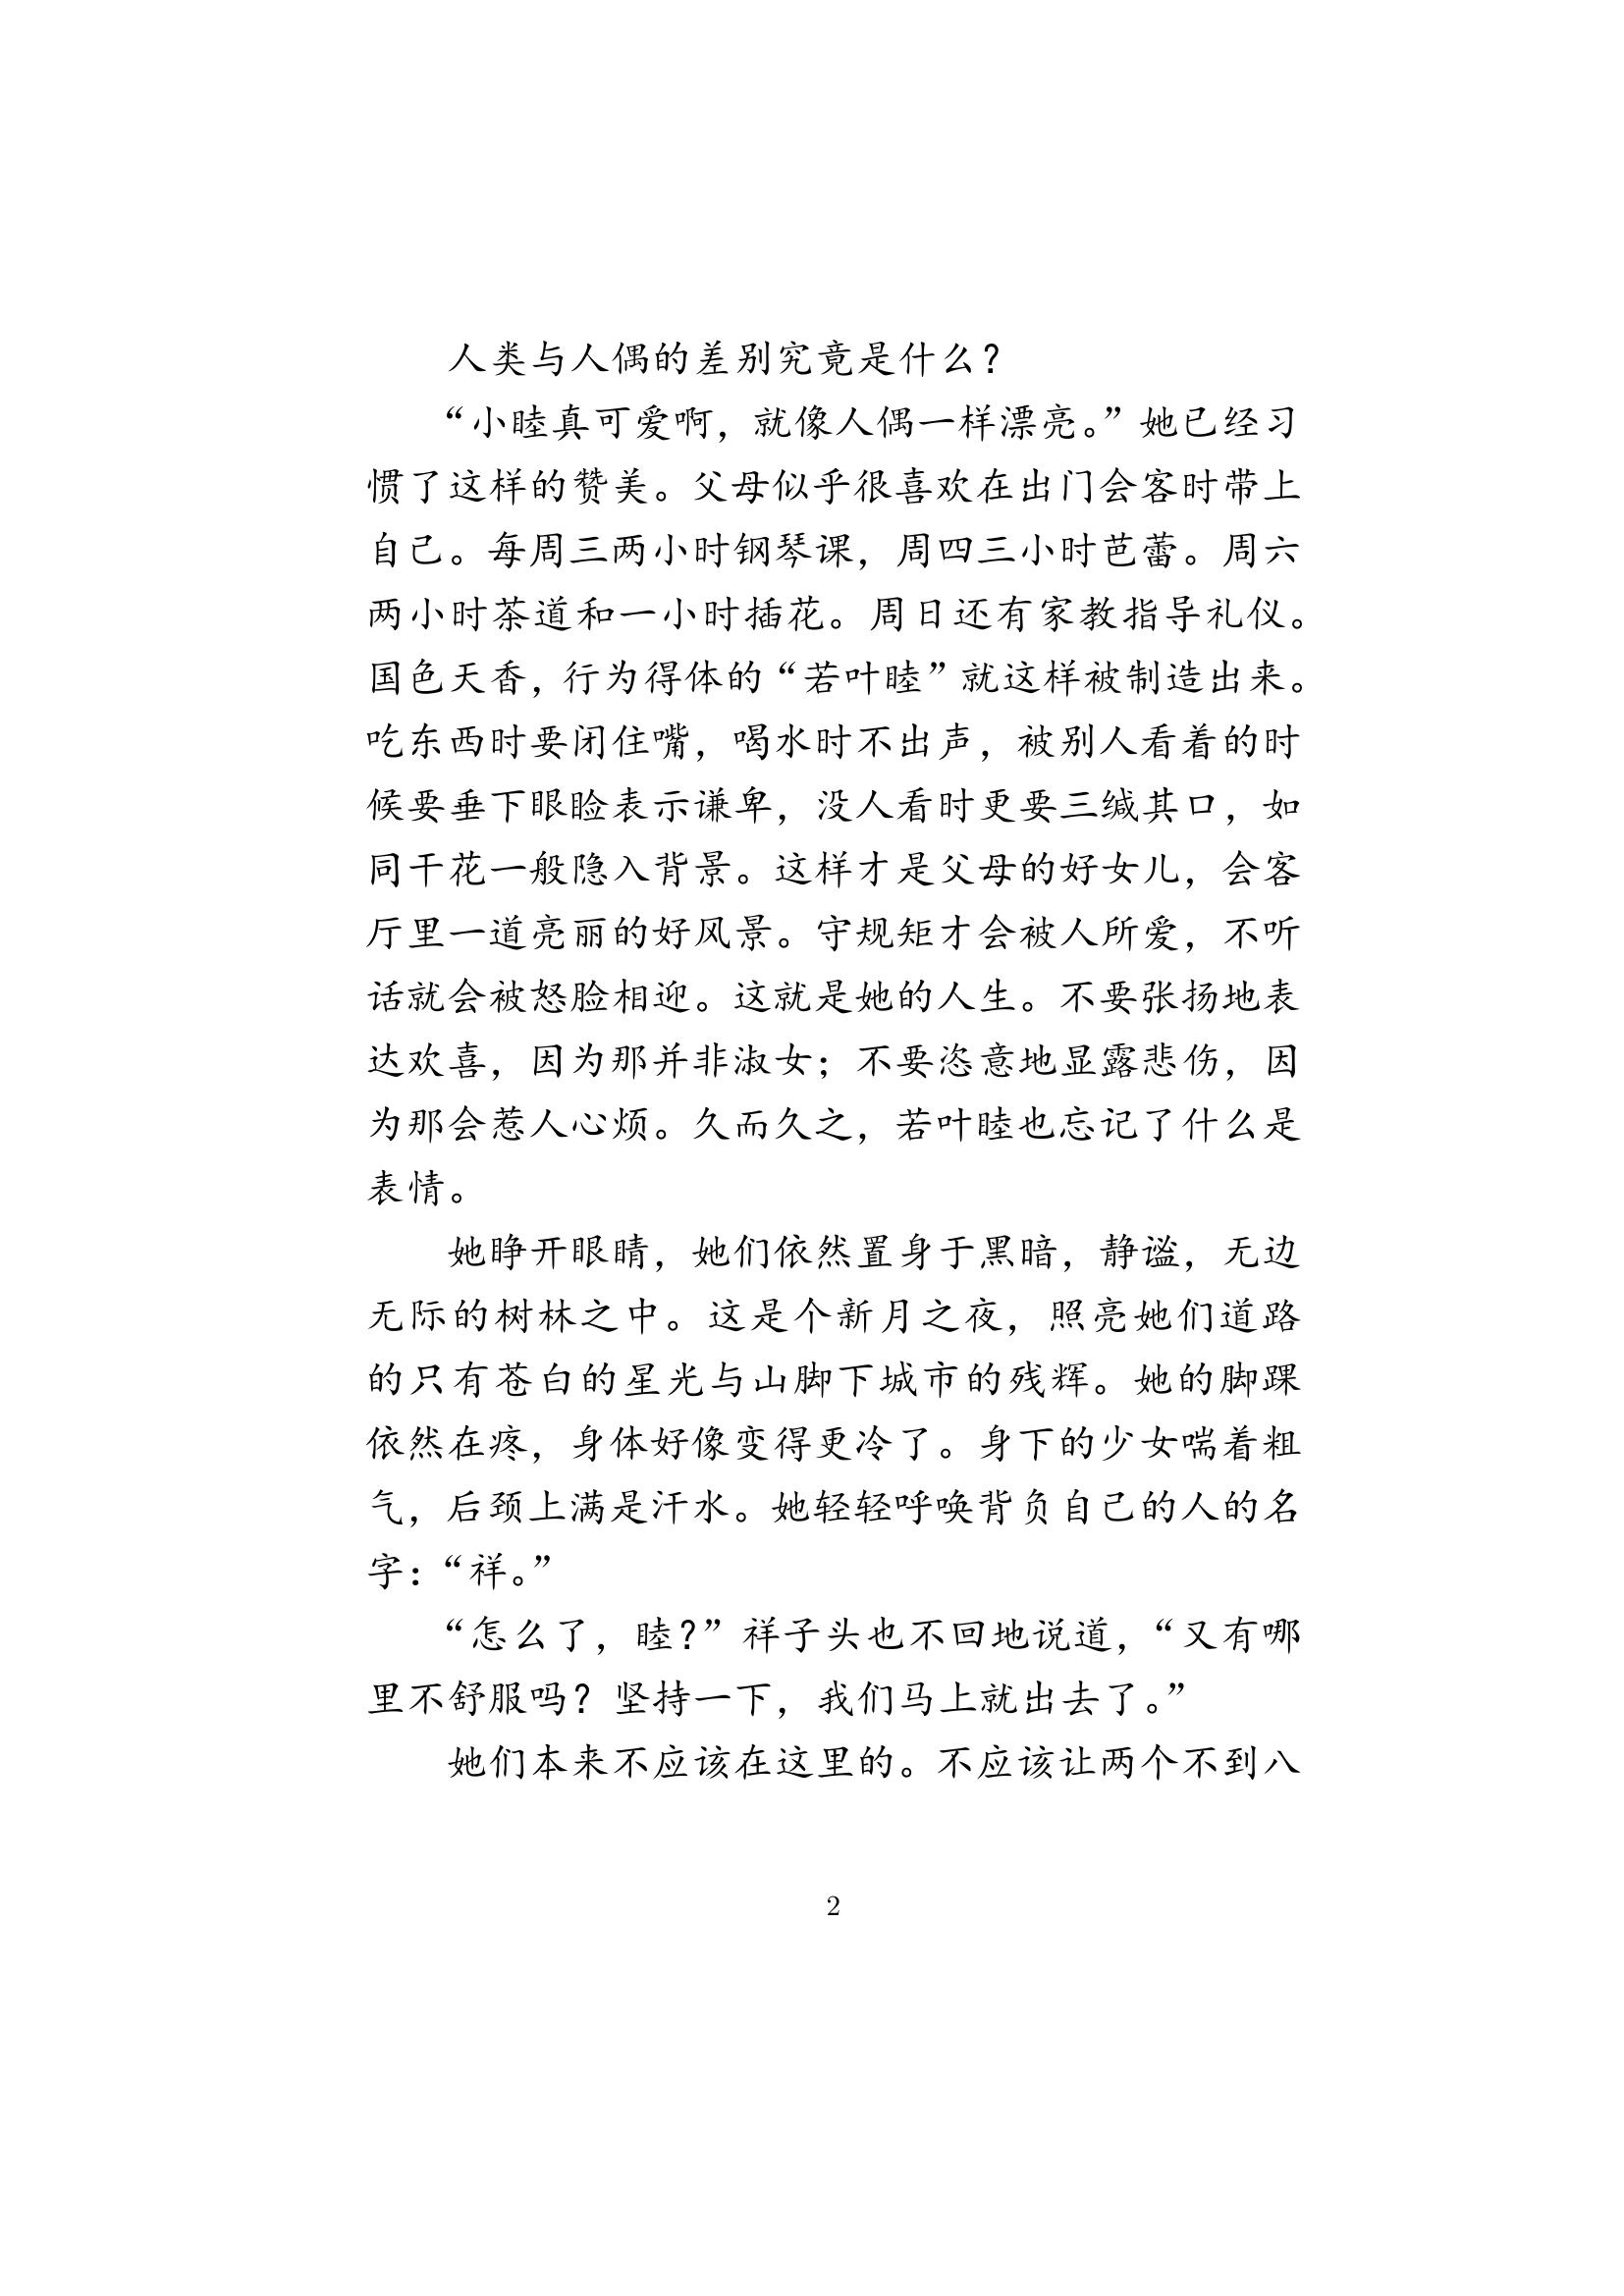 人类与人偶的差别究竟是什么？
“小睦真可爱啊，就像人偶一样漂亮。”她已经习
惯了这样的赞美。父母似乎很喜欢在出门会客时带上
自己。每周三两小时钢琴课，周四三小时芭蕾。周六
两小时茶道和一小时插花。周日还有家教指导礼仪。
国色天香，行为得体的“若叶睦”就这样被制造出来。
吃东西时要闭住嘴，喝水时不出声，被别人看着的时
候要垂下眼睑表示谦卑，没人看时更要三缄其口，如
同干花一般隐入背景。这样才是父母的好女儿，会客
厅里一道亮丽的好风景。守规矩才会被人所爱，不听
话就会被怒脸相迎。这就是她的人生。不要张扬地表
达欢喜，因为那并非淑女；不要恣意地显露悲伤，因
为那会惹人心烦。久而久之，若叶睦也忘记了什么是
表情。
她睁开眼睛，她们依然置身于黑暗，静谧，无边
无际的树林之中。这是个新月之夜，照亮她们道路
的只有苍白的星光与山脚下城市的残辉。她的脚踝
依然在疼，身体好像变得更冷了。身下的少女喘着粗
气，后颈上满是汗水。她轻轻呼唤背负自己的人的名
字：“祥。”
“怎么了，睦？”祥子头也不回地说道，“又有哪
里不舒服吗？坚持一下，我们马上就出去了。”
她们本来不应该在这里的。不应该让两个不到八
2